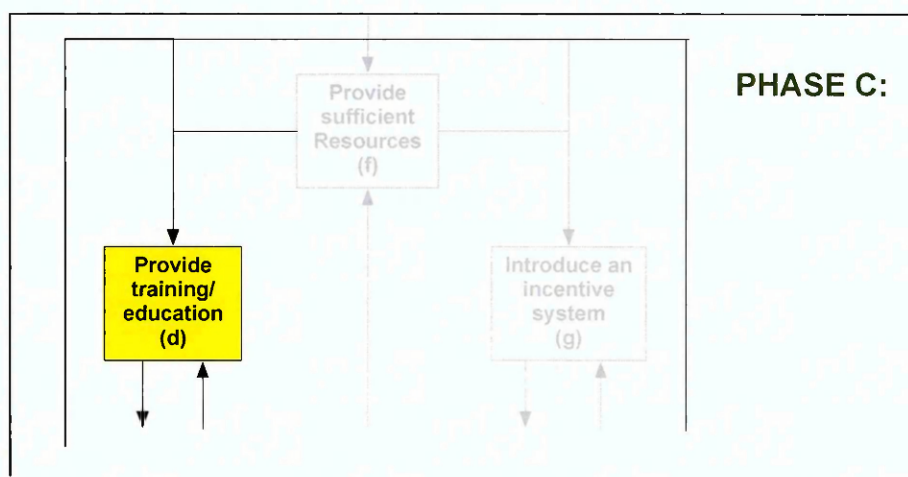 PHASE C:
Provide
sufficient
Resources
(f)
Provide
training/
education
(d)
Introduce an
incentive
system
(g)